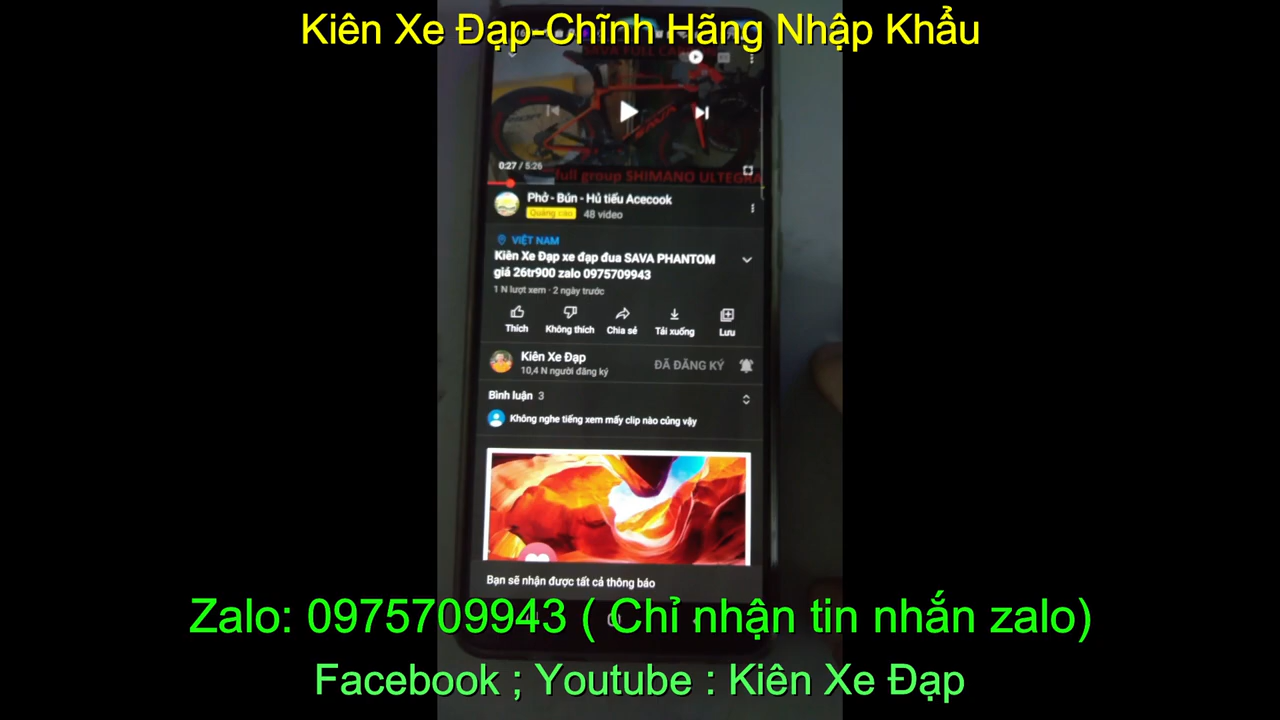 Kiên Xe Đạp-Chĩnh Hãng Nhập Khẩu
SAVA
0:27 / 5:26
full group SHIMANO ULTEGRA
Phở - Bún - Hủ tiếu Acecook
Quảng cáo 48 video
VIỆT NAM
Kiên Xe Đạp xe đạp đua SAVA PHANTOM
giá 26tr900 zalo 0975709943
1 N lượt xem · 2 ngày trước
Thích Không thích Chia sẻ Tải xuống Lưu
Kiên Xe Đạp
10,4 N người đăng ký ĐÃ ĐĂNG KÝ
Bình luận 3
Không nghe tiếng xem mấy clip nào củng vậy
Bạn sẽ nhận được tất cả thông báo
Zalo: 0975709943 ( Chỉ nhận tin nhắn zalo)
Facebook ; Youtube : Kiên Xe Đạp